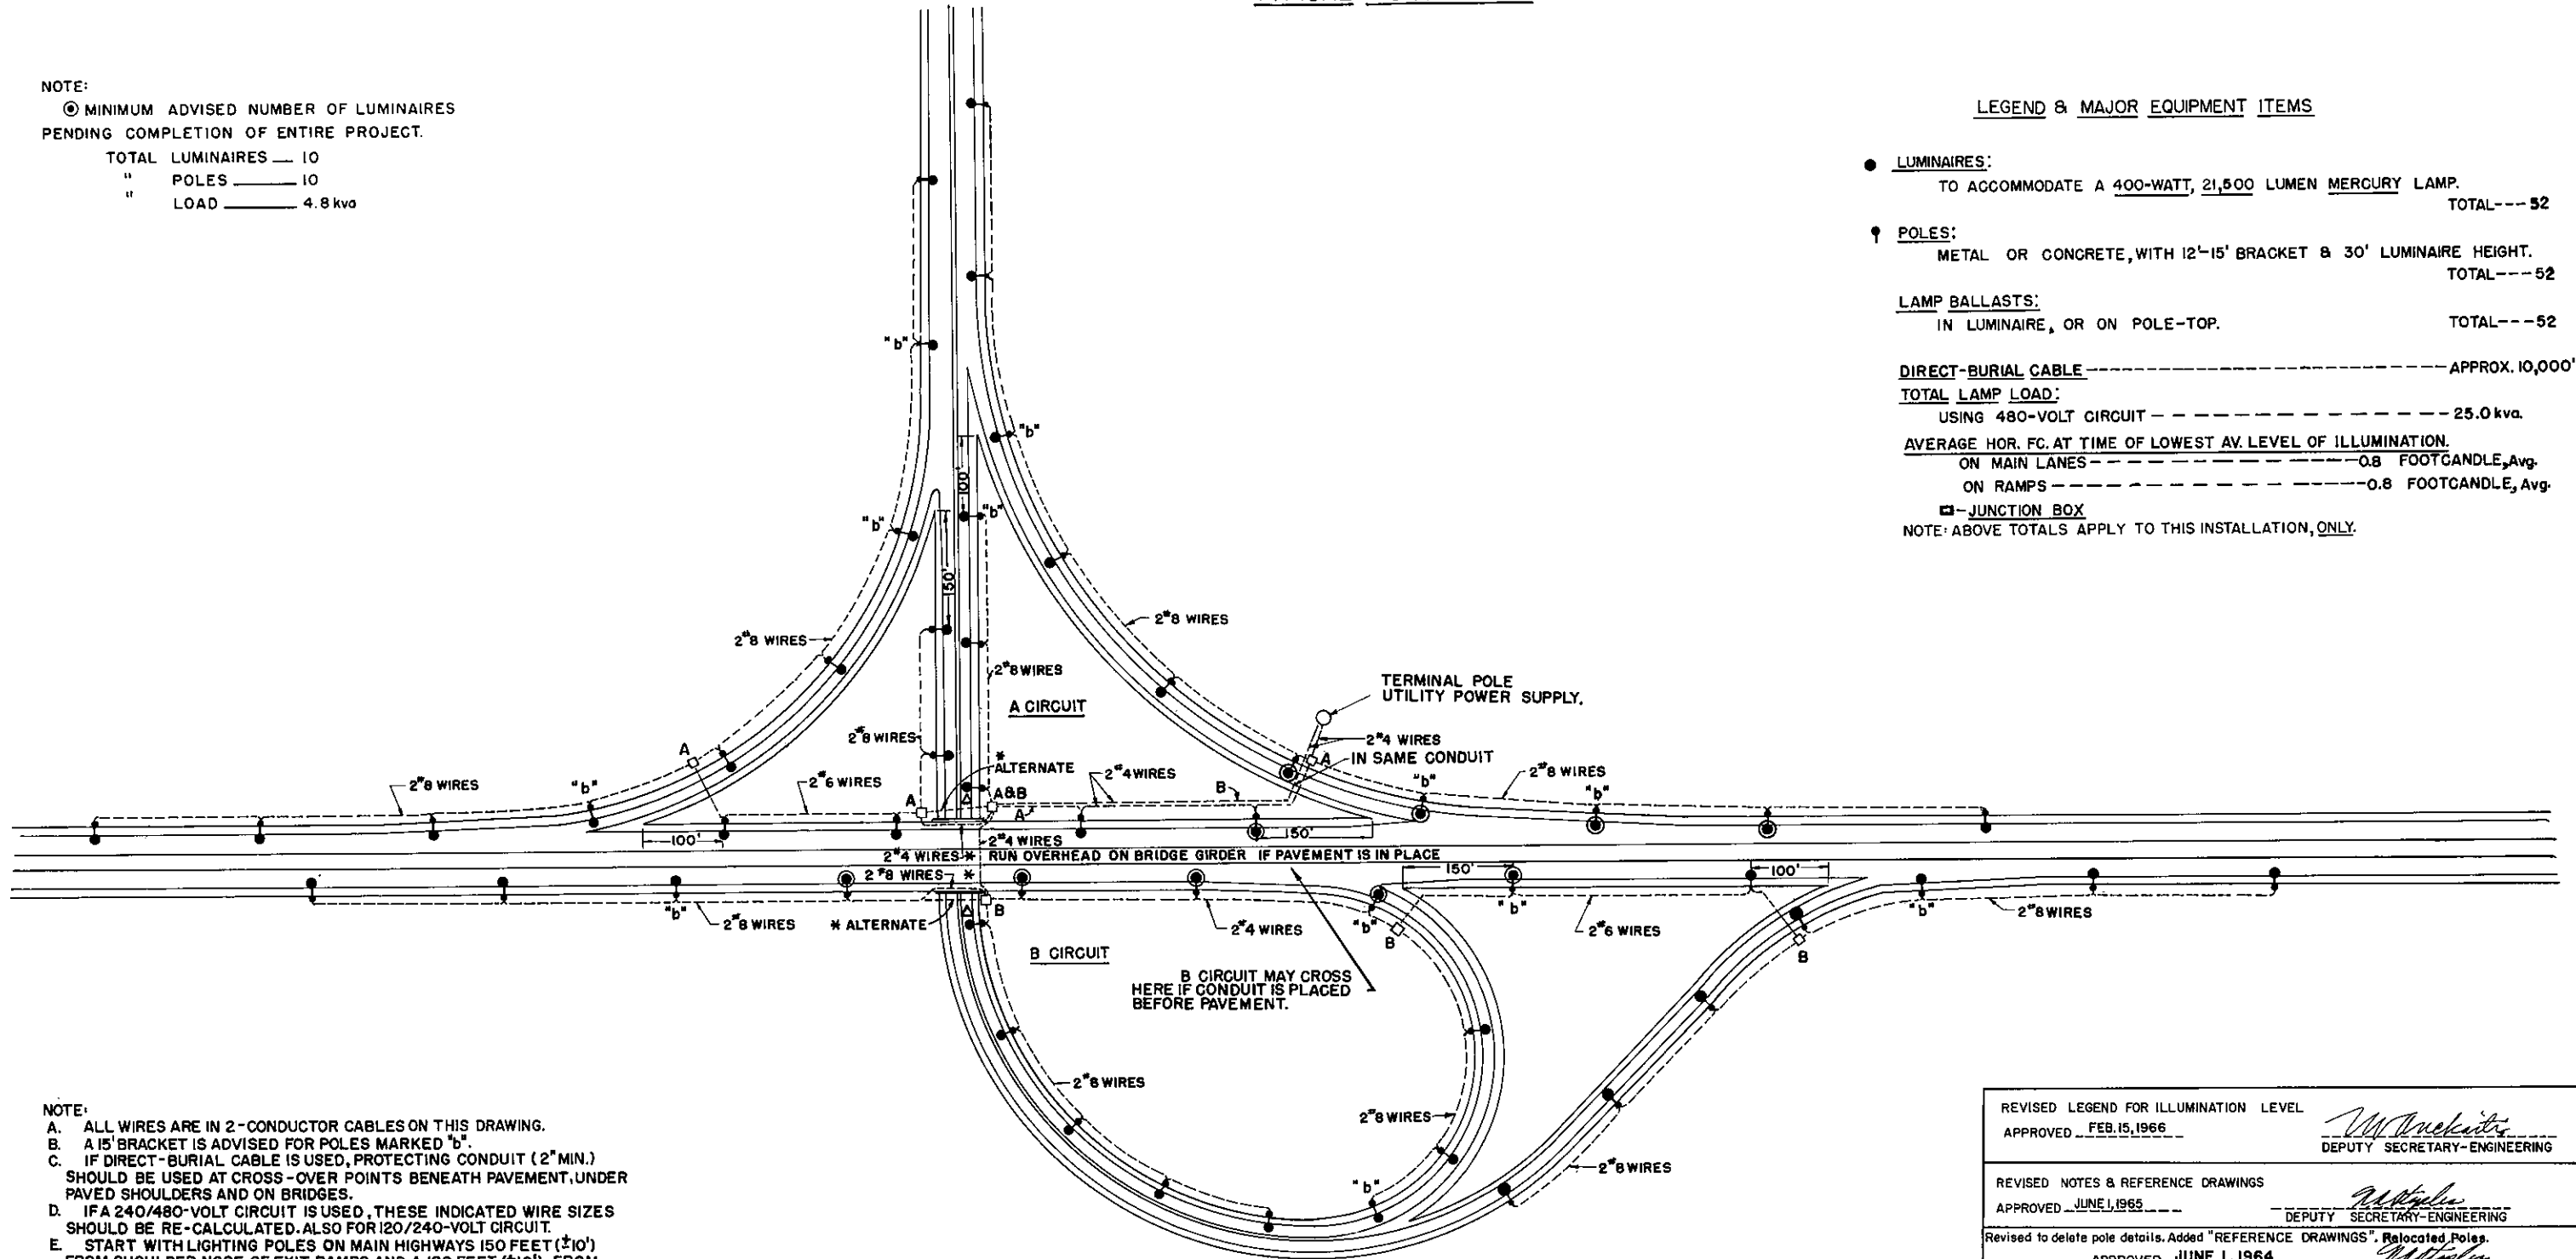 NOTE:
◉ MINIMUM ADVISED NUMBER OF LUMINAIRES
PENDING COMPLETION OF ENTIRE PROJECT.
TOTAL LUMINAIRES __ 10
" POLES ____ 10
" LOAD ____ 4.8 kva
LEGEND & MAJOR EQUIPMENT ITEMS
LUMINAIRES:
TO ACCOMMODATE A 400-WATT, 21,500 LUMEN MERCURY LAMP.
TOTAL---52
POLES:
METAL OR CONCRETE, WITH 12'-15' BRACKET & 30' LUMINAIRE HEIGHT.
TOTAL---52
LAMP BALLASTS:
IN LUMINAIRE, OR ON POLE-TOP. TOTAL---52
DIRECT-BURIAL CABLE ---- APPROX. 10,000'
TOTAL LAMP LOAD:
USING 480-VOLT CIRCUIT ---- 25.0 kva.
AVERAGE HOR. FC. AT TIME OF LOWEST AV. LEVEL OF ILLUMINATION.
ON MAIN LANES ---- 0.8 FOOTCANDLE, Avg.
ON RAMPS ---- 0.8 FOOTCANDLE, Avg.
-JUNCTION BOX
NOTE: ABOVE TOTALS APPLY TO THIS INSTALLATION, ONLY.
"b"
"b"
100'
"b"
"b"
150'
2#8 WIRES
2#8 WIRES
2#8 WIRES
A CIRCUIT
TERMINAL POLE
UTILITY POWER SUPPLY.
2#8 WIRES
2#4 WIRES
IN SAME CONDUIT
A
A
*
ALTERNATE
2#4 WIRES
2#8 WIRES
"b"
2#6 WIRES
A
A&B
A
B
"b"
"b"
2#8 WIRES
100'
150'
2#4 WIRES
2#4 WIRES * RUN OVERHEAD ON BRIDGE GIRDER IF PAVEMENT IS IN PLACE
2#8 WIRES *
150'
100'
"b"
2#8 WIRES
* ALTERNATE
B
2#4 WIRES
"b"
B
"b"
2#6 WIRES
B
"b"
2#8 WIRES
B CIRCUIT
B CIRCUIT MAY CROSS
HERE IF CONDUIT IS PLACED
BEFORE PAVEMENT.
2#8 WIRES
2#8 WIRES
"b"
2#8 WIRES
NOTE:
A. ALL WIRES ARE IN 2-CONDUCTOR CABLES ON THIS DRAWING.
B. A 15' BRACKET IS ADVISED FOR POLES MARKED "b".
C. IF DIRECT-BURIAL CABLE IS USED, PROTECTING CONDUIT (2" MIN.)
SHOULD BE USED AT CROSS-OVER POINTS BENEATH PAVEMENT, UNDER
PAVED SHOULDERS AND ON BRIDGES.
D. IF A 240/480-VOLT CIRCUIT IS USED, THESE INDICATED WIRE SIZES
SHOULD BE RE-CALCULATED. ALSO FOR 120/240-VOLT CIRCUIT.
E. START WITH LIGHTING POLES ON MAIN HIGHWAYS 150 FEET (±10')
REVISED LEGEND FOR ILLUMINATION LEVEL
APPROVED FEB. 15, 1966
DEPUTY SECRETARY-ENGINEERING
REVISED NOTES & REFERENCE DRAWINGS
APPROVED JUNE 1, 1965
DEPUTY SECRETARY-ENGINEERING
Revised to delete pole details. Added "REFERENCE DRAWINGS". Relocated Poles.
APPROVED JUNE 1, 1964